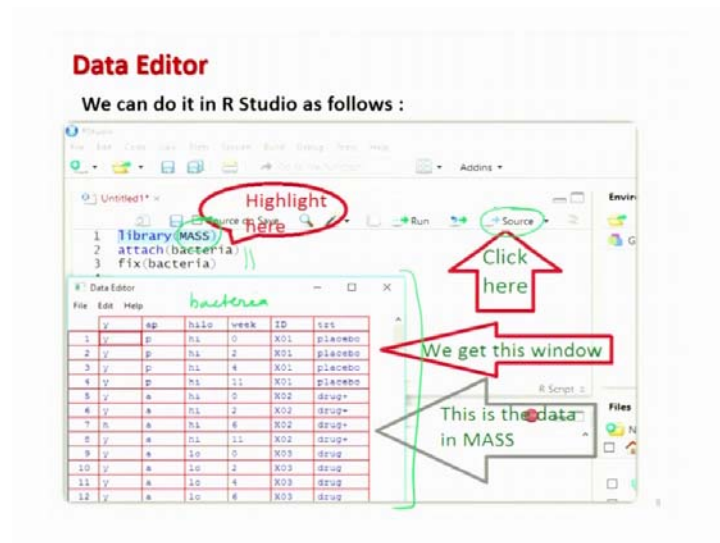 Data Editor
We can do it in R Studio as follows :
Addins
Untitled1*
Highlight
here
Source on Save
Run
Source
1 library(MASS)
2 attach(bacteria)
3 fix(bacteria)
Click
here
Data Editor
File Edit Help
bacteria
y ap hilo week ID trt
1 y p hi 0 X01 placebo
2 y p hi 2 X01 placebo
3 y p hi 4 X01 placebo
4 y p hi 11 X01 placebo
5 y a hi 0 X02 drug+
6 y a hi 2 X02 drug+
7 n a hi 6 X02 drug+
8 y a hi 11 X02 drug+
9 y a lo 0 X03 drug
10 y a lo 2 X03 drug
11 y a lo 4 X03 drug
12 y a lo 6 X03 drug
We get this window
This is the data
in MASS
R Script
Envir
Files